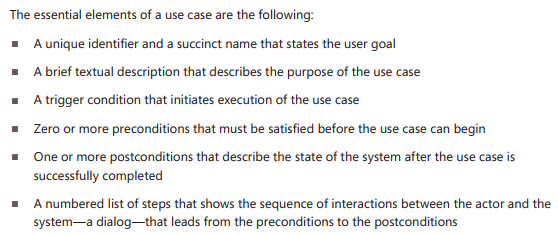 The essential elements of a use case are the following:
■ A unique identifier and a succinct name that states the user goal
■ A brief textual description that describes the purpose of the use case
■ A trigger condition that initiates execution of the use case
■ Zero or more preconditions that must be satisfied before the use case can begin
■ One or more postconditions that describe the state of the system after the use case is
successfully completed
■ A numbered list of steps that shows the sequence of interactions between the actor and the
system—a dialog—that leads from the preconditions to the postconditions